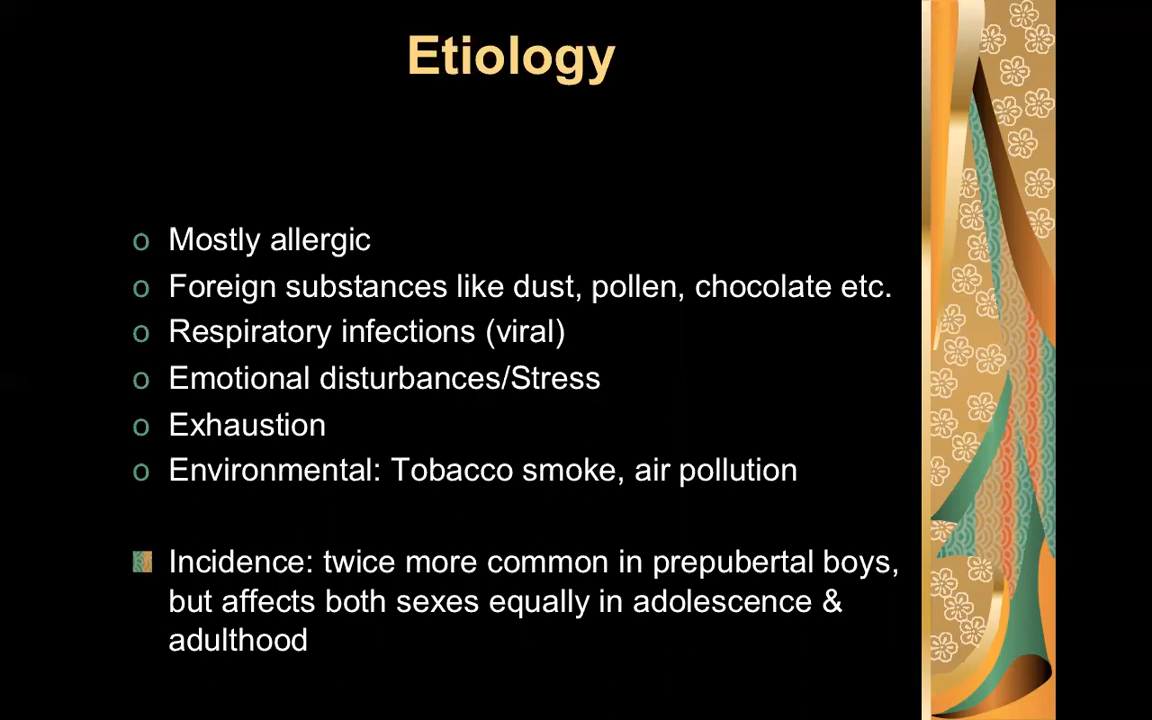 Etiology
o Mostly allergic
o Foreign substances like dust, pollen, chocolate etc.
o Respiratory infections (viral)
o Emotional disturbances/Stress
o Exhaustion
o Environmental: Tobacco smoke, air pollution
Incidence: twice more common in prepubertal boys,
but affects both sexes equally in adolescence &
adulthood